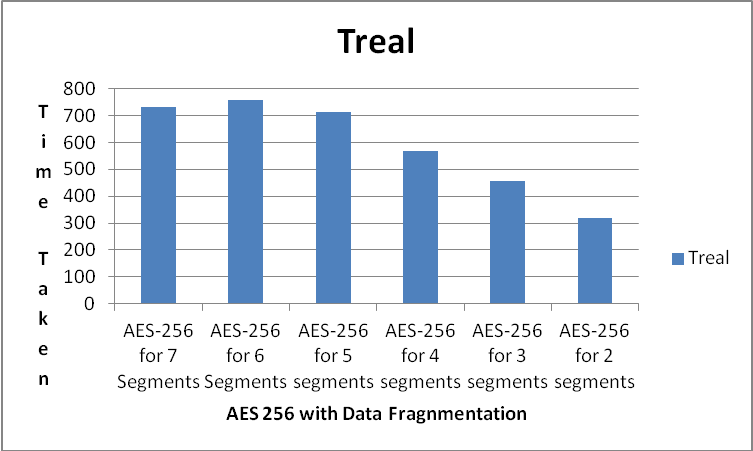 Treal
Time Taken
800
700
600
500
400
300
200
100
0
AES-256 for 7 Segments
AES-256 for 6 Segments
AES-256 for 5 segments
AES-256 for 4 segments
AES-256 for 3 segments
AES-256 for 2 segments
AES 256 with Data Fragnmentation
Treal